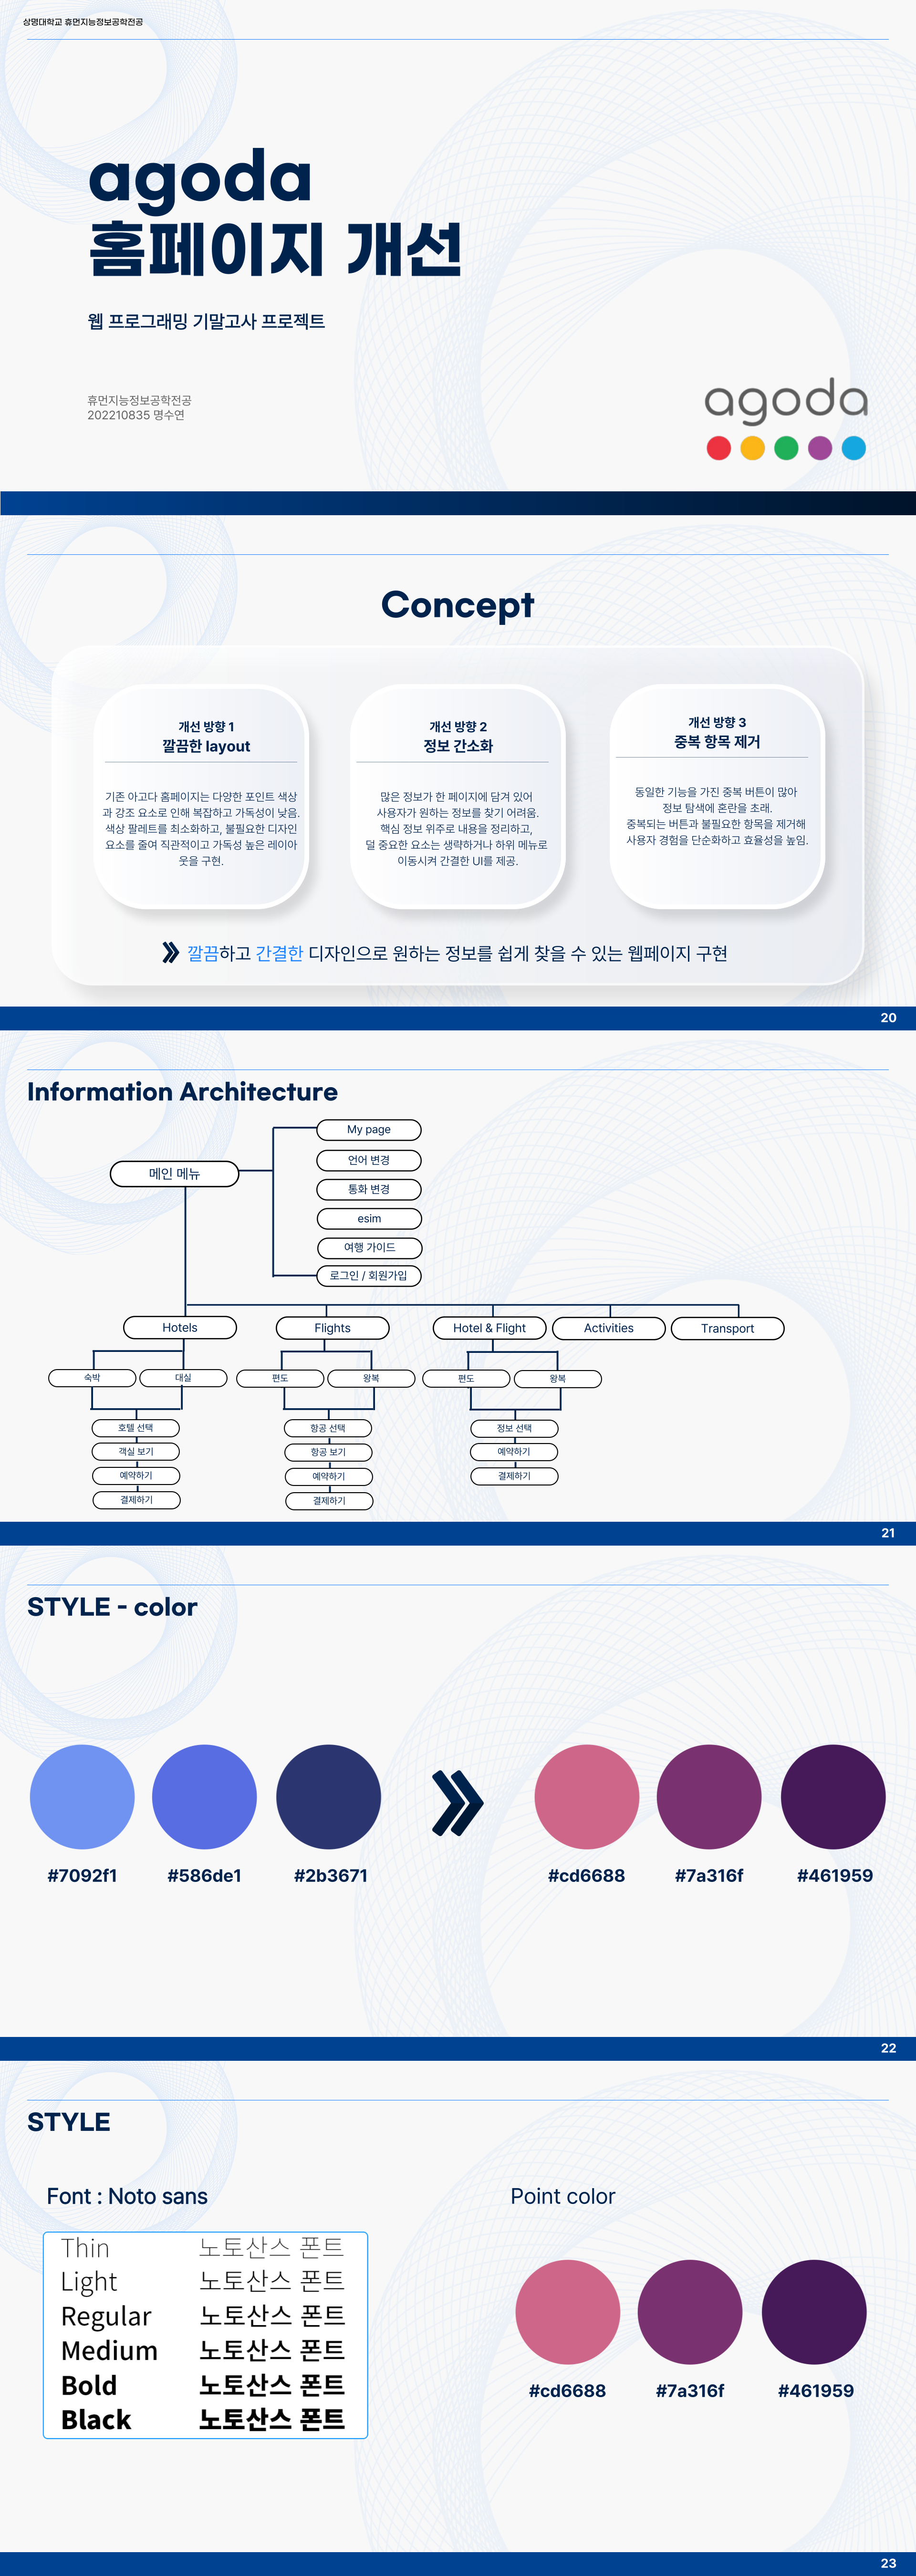 상명대학교 휴먼지능정보공학전공
agoda
홈페이지 개선
웹 프로그래밍 기말고사 프로젝트
휴먼지능정보공학전공
202210835 명수연
agoda
Concept
개선 방향 1
깔끔한 layout
기존 아고다 홈페이지는 다양한 포인트 색상
과 강조 요소로 인해 복잡하고 가독성이 낮음.
색상 팔레트를 최소화하고, 불필요한 디자인
요소를 줄여 직관적이고 가독성 높은 레이아
웃을 구현.
개선 방향 2
정보 간소화
많은 정보가 한 페이지에 담겨 있어
사용자가 원하는 정보를 찾기 어려움.
핵심 정보 위주로 내용을 정리하고,
덜 중요한 요소는 생략하거나 하위 메뉴로
이동시켜 간결한 UI를 제공.
개선 방향 3
중복 항목 제거
동일한 기능을 가진 중복 버튼이 많아
정보 탐색에 혼란을 초래.
중복되는 버튼과 불필요한 항목을 제거해
사용자 경험을 단순화하고 효율성을 높임.
깔끔하고 간결한 디자인으로 원하는 정보를 쉽게 찾을 수 있는 웹페이지 구현
20
Information Architecture
메인 메뉴
My page
언어 변경
통화 변경
esim
여행 가이드
로그인 / 회원가입
Hotels
Flights
Hotel & Flight
Activities
Transport
숙박
대실
편도
왕복
편도
왕복
호텔 선택
객실 보기
예약하기
결제하기
항공 선택
항공 보기
예약하기
결제하기
정보 선택
예약하기
결제하기
21
STYLE - color
#7092f1
#586de1
#2b3671
#cd6688
#7a316f
#461959
22
STYLE
Font : Noto sans
Thin 노토산스 폰트
Light 노토산스 폰트
Regular 노토산스 폰트
Medium 노토산스 폰트
Bold 노토산스 폰트
Black 노토산스 폰트
Point color
#cd6688
#7a316f
#461959
23